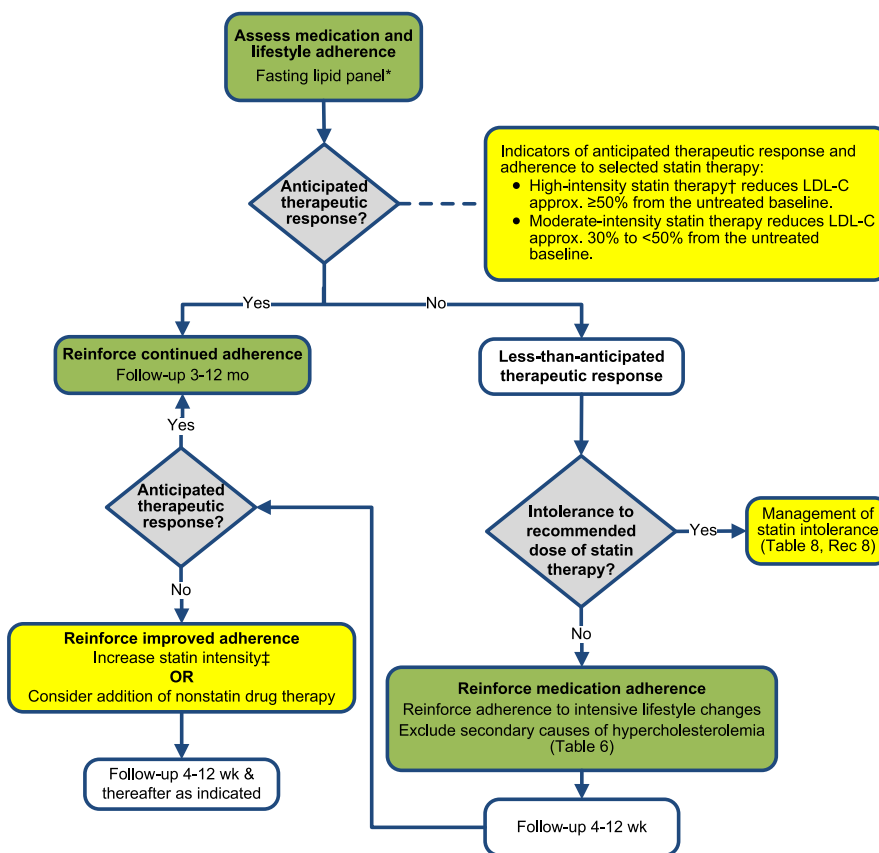 Assess medication and
lifestyle adherence
Fasting lipid panel*
Anticipated
therapeutic
response?
Indicators of anticipated therapeutic response and
adherence to selected statin therapy:
● High-intensity statin therapy† reduces LDL-C
approx. ≥50% from the untreated baseline.
● Moderate-intensity statin therapy reduces LDL-C
approx. 30% to <50% from the untreated
baseline.
Yes
No
Reinforce continued adherence
Follow-up 3-12 mo
Less-than-anticipated
therapeutic response
Yes
Anticipated
therapeutic
response?
Intolerance to
recommended
dose of statin
therapy?
Yes
Management of
statin intolerance
(Table 8, Rec 8)
No
No
Reinforce improved adherence
Increase statin intensity‡
OR
Consider addition of nonstatin drug therapy
Reinforce medication adherence
Reinforce adherence to intensive lifestyle changes
Exclude secondary causes of hypercholesterolemia
(Table 6)
Follow-up 4-12 wk &
thereafter as indicated
Follow-up 4-12 wk